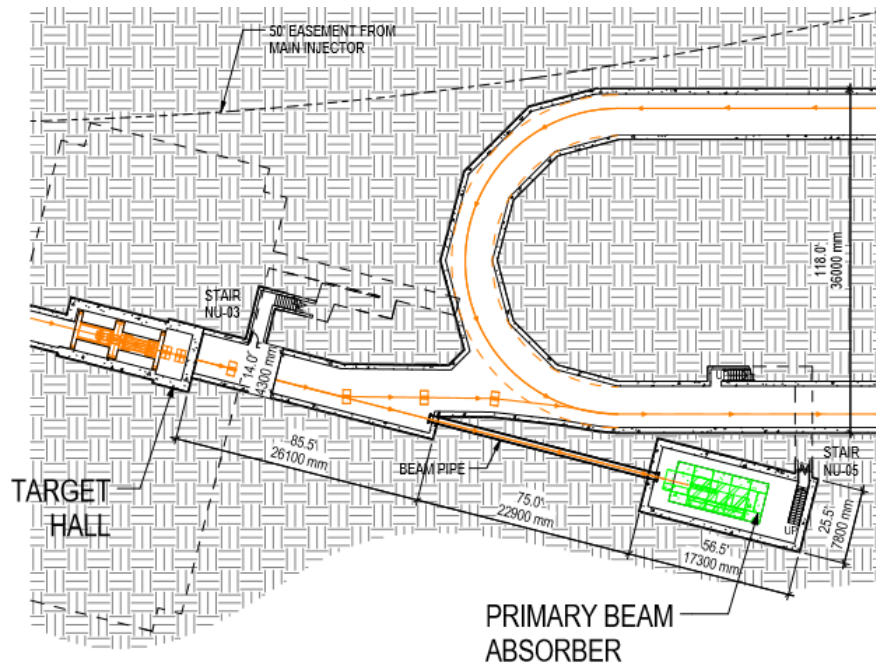 50' EASEMENT FROM
MAIN INJECTOR
118.0'
36000 mm
STAIR
NU-03
14.0'
4300 mm
UP
85.5'
26100 mm
BEAM PIPE
STAIR
NU-05
TARGET
HALL
75.0'
22900 mm
25.5'
7800 mm
UP
56.5'
17300 mm
PRIMARY BEAM
ABSORBER